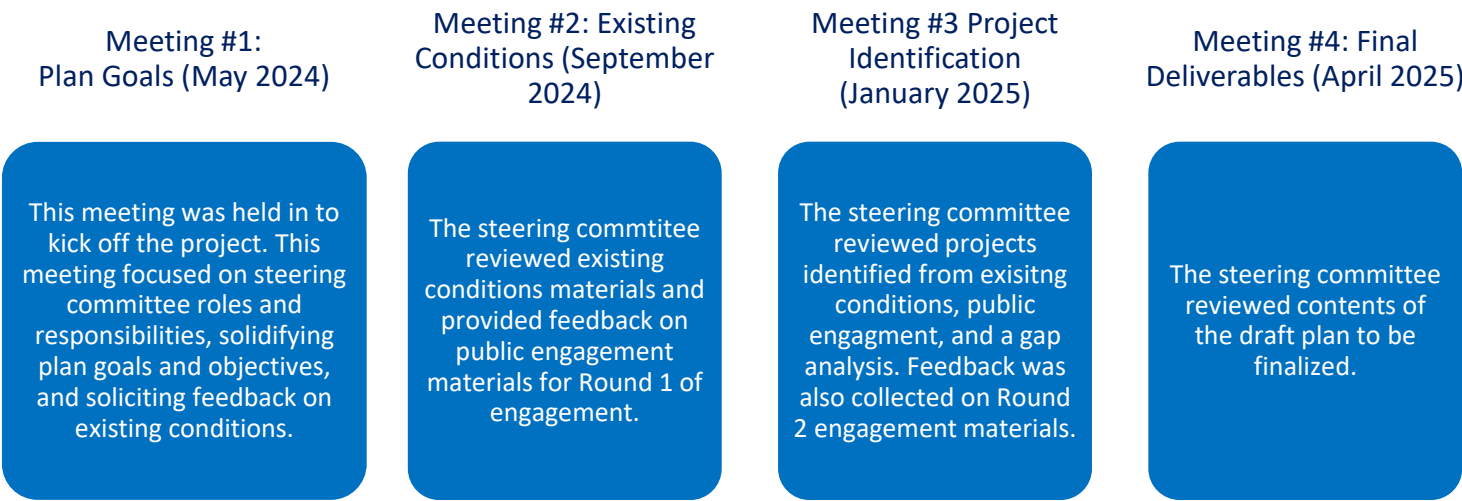 Meeting #1:
Plan Goals (May 2024)
This meeting was held in to
kick off the project. This
meeting focused on steering
committee roles and
responsibilities, solidifying
plan goals and objectives,
and soliciting feedback on
existing conditions.
Meeting #2: Existing
Conditions (September
2024)
The steering commtitee
reviewed existing
conditions materials and
provided feedback on
public engagement
materials for Round 1 of
engagement.
Meeting #3 Project
Identification
(January 2025)
The steering committee
reviewed projects
identified from exisitng
conditions, public
engagment, and a gap
analysis. Feedback was
also collected on Round
2 engagement materials.
Meeting #4: Final
Deliverables (April 2025)
The steering committee
reviewed contents of
the draft plan to be
finalized.